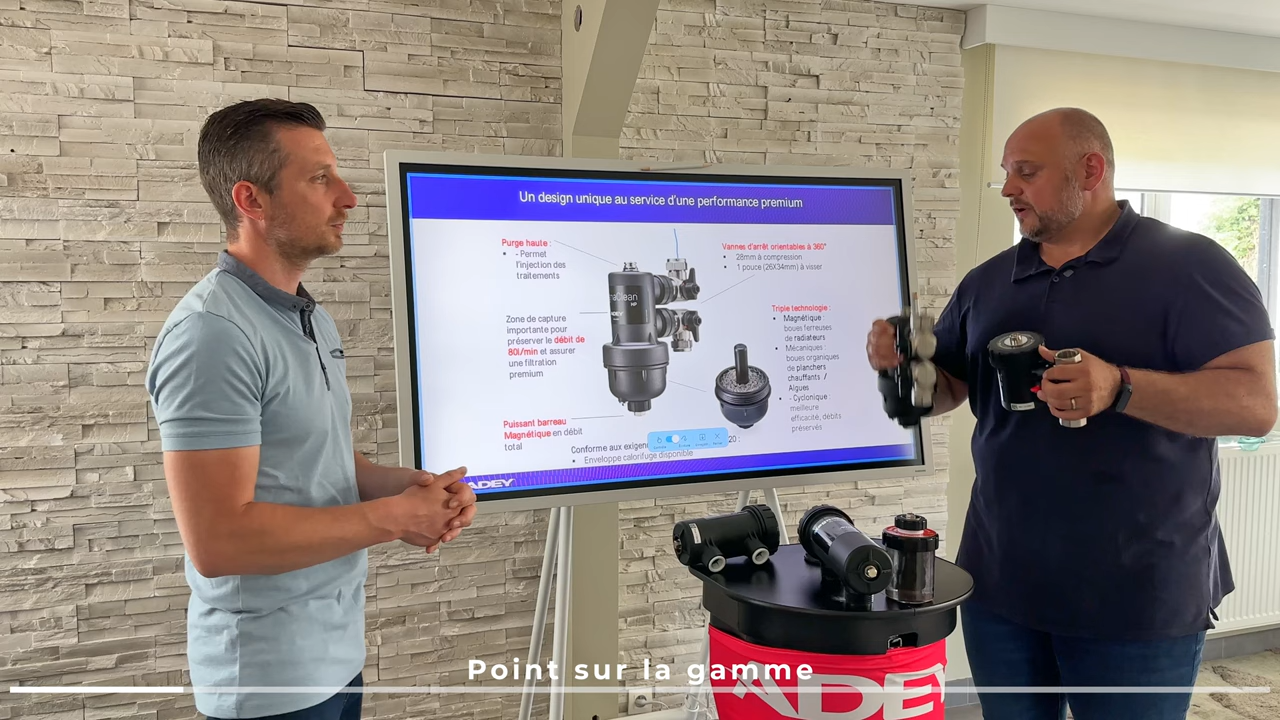 Un design unique au service d'une performance premium
Purge haute :
- Permet
l'injection des
traitements
Vannes d'arrêt orientables à 360°
28mm à compression
1 pouce (26X34mm) à visser
Zone de capture
importante pour
préserver le débit de
80l/min et assurer
une filtration
premium
Triple technologie :
Magnétique :
boues ferreuses
de radiateurs
Mécaniques :
boues organiques
de planchers
chauffants /
Algues
- Cyclonique :
meilleure
efficacité, débits
préservés
Puissant barreau
Magnétique en débit
total
Conforme aux
20 :
Enveloppe calorifuge disponible
ADEY
Point sur la gamme
ADEY